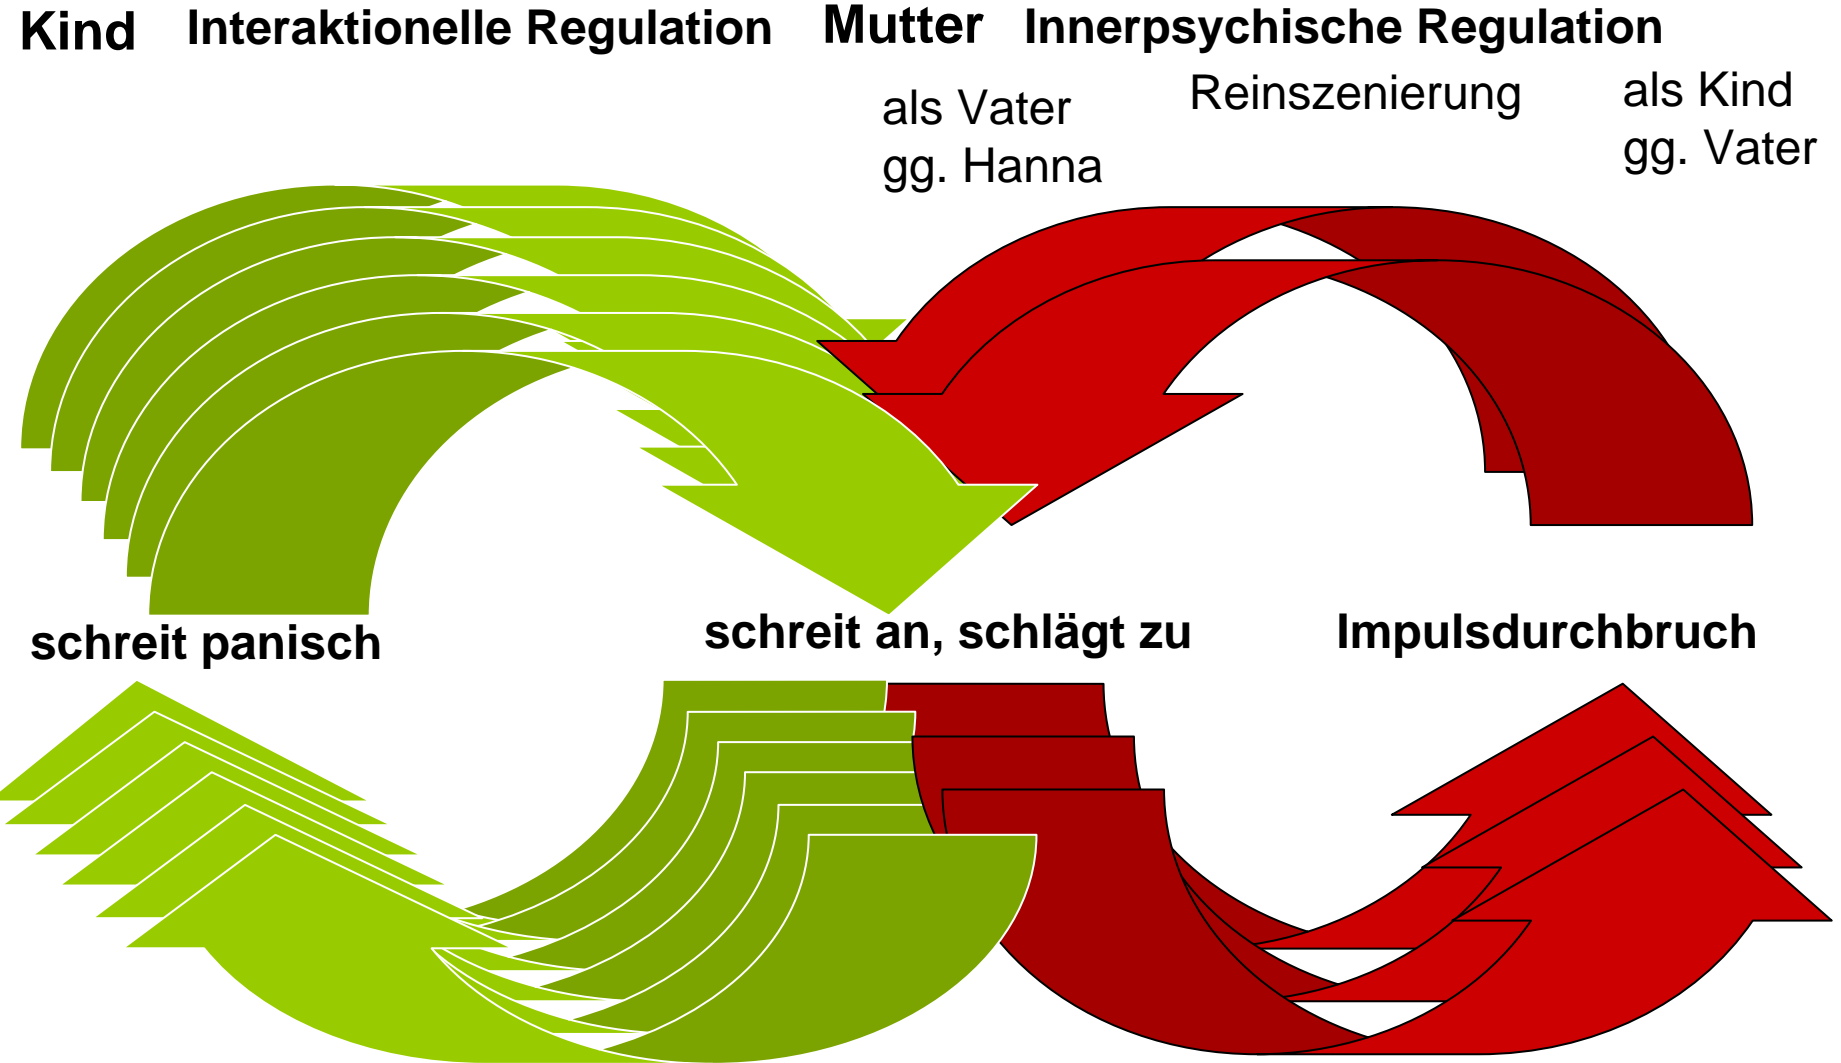 Kind Interaktionelle Regulation Mutter Innerpsychische Regulation
als Vater
gg. Hanna
Reinszenierung
als Kind
gg. Vater
schreit panisch
schreit an, schlägt zu
Impulsdurchbruch